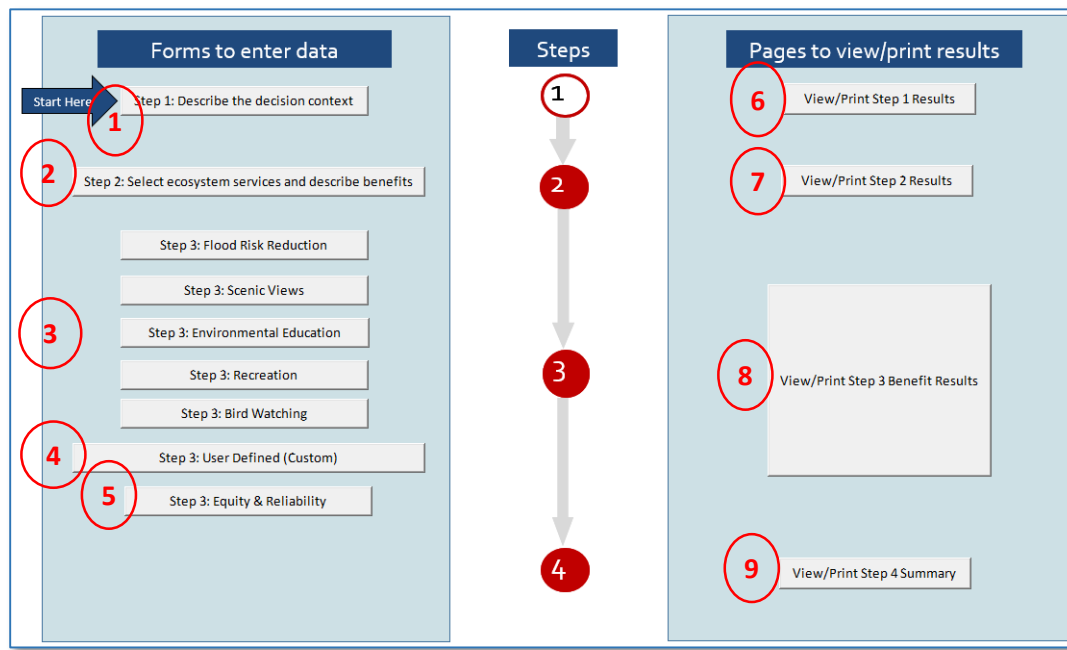 Forms to enter data
Start Here
Step 1: Describe the decision context
1
2
Step 2: Select ecosystem services and describe benefits
Step 3: Flood Risk Reduction
Step 3: Scenic Views
3
Step 3: Environmental Education
Step 3: Recreation
Step 3: Bird Watching
4
Step 3: User Defined (Custom)
5
Step 3: Equity & Reliability
Steps
1
2
3
4
Pages to view/print results
6
View/Print Step 1 Results
7
View/Print Step 2 Results
8
View/Print Step 3 Benefit Results
9
View/Print Step 4 Summary